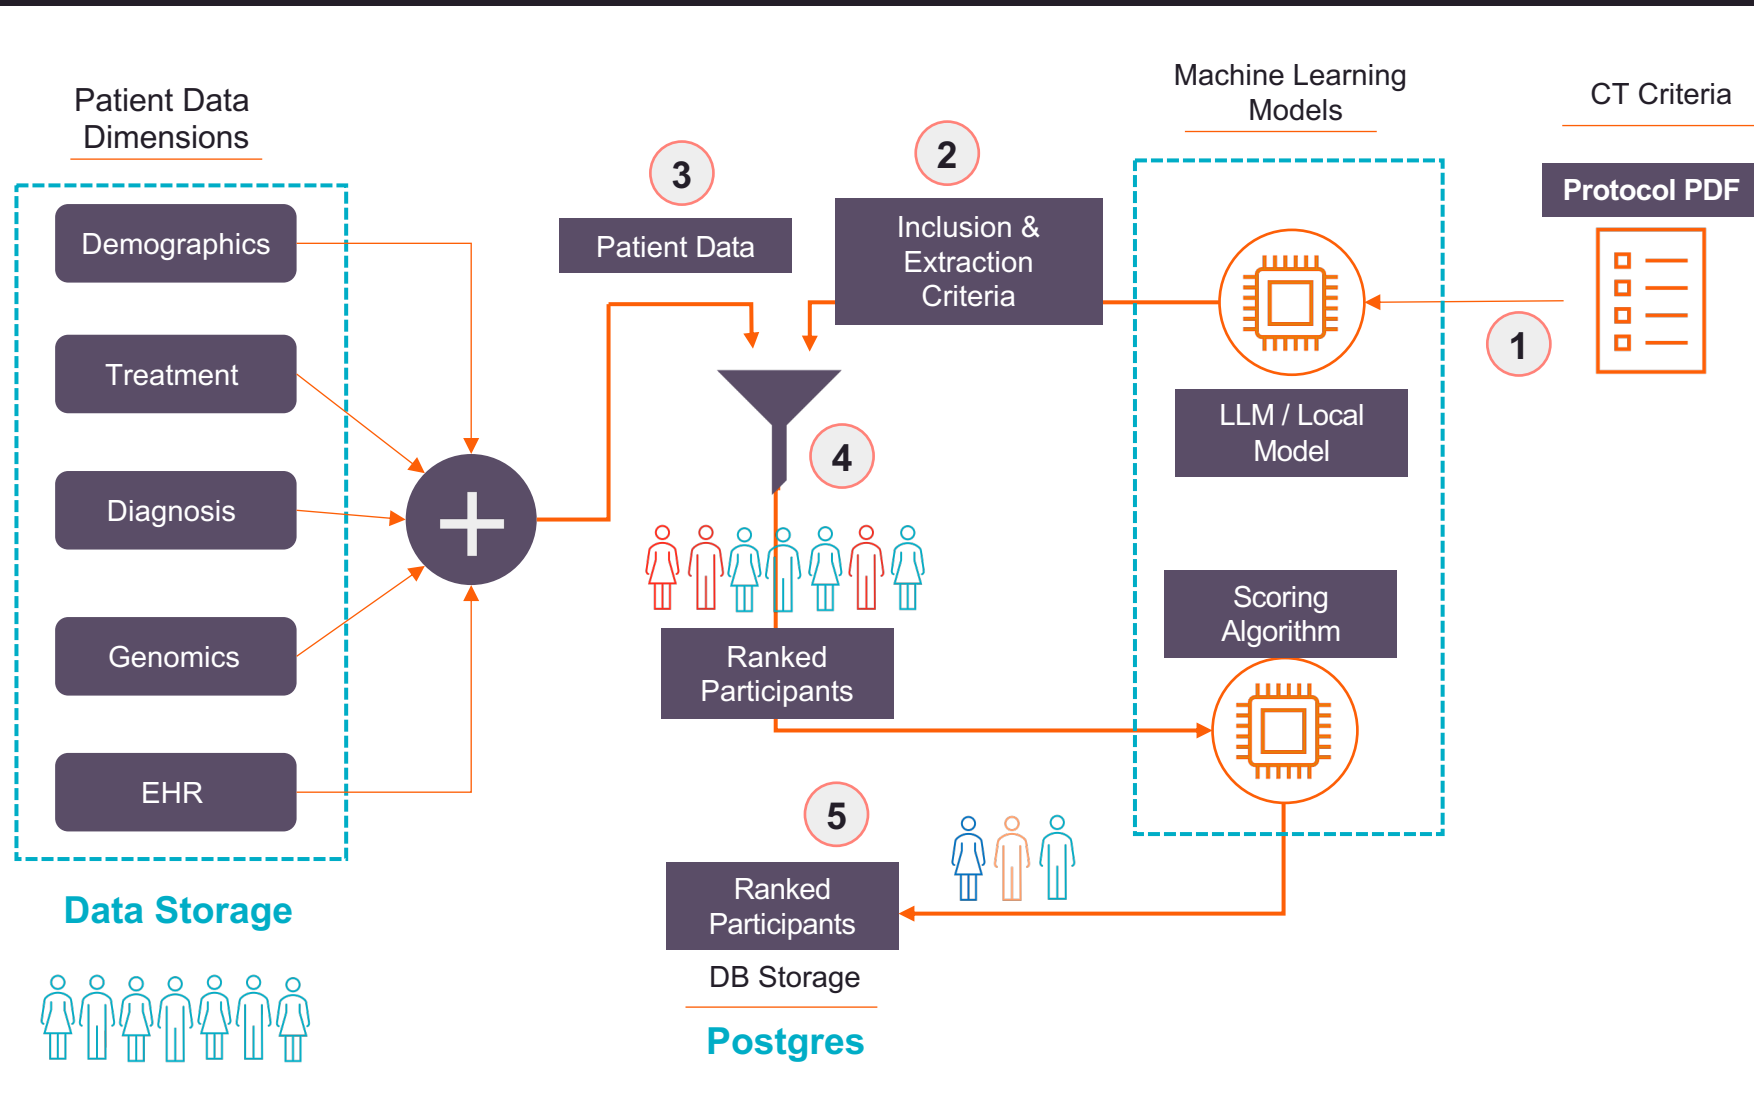 Patient Data
Dimensions
Demographics
Treatment
Diagnosis
Genomics
EHR
Data Storage
3
Patient Data
2
Inclusion &
Extraction
Criteria
4
Ranked
Participants
5
Ranked
Participants
DB Storage
Postgres
Machine Learning
Models
LLM / Local
Model
Scoring
Algorithm
CT Criteria
Protocol PDF
1